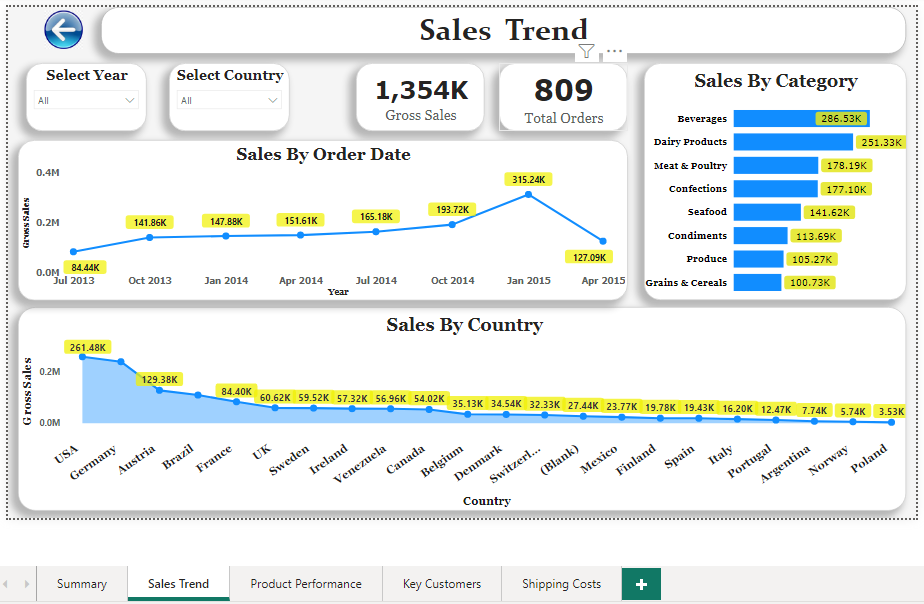 Sales Trend
Select Year
All
Select Country
All
1,354K
Gross Sales
809
Total Orders
Sales By Category
Beverages 286.53K
Dairy Products 251.33K
Meat & Poultry 178.19K
Confections 177.10K
Seafood 141.62K
Condiments 113.69K
Produce 105.27K
Grains & Cereals 100.73K
Sales By Order Date
Gross Sales
0.4M
0.2M
0.0M
84.44K 141.86K 147.88K 151.61K 165.18K 193.72K 315.24K 127.09K
Jul 2013 Oct 2013 Jan 2014 Apr 2014 Jul 2014 Oct 2014 Jan 2015 Apr 2015
Year
Sales By Country
Gross Sales
0.2M
0.0M
261.48K 129.38K 84.40K 60.62K 59.52K 57.32K 56.96K 54.02K 35.13K 34.54K 32.33K 27.44K 23.77K 19.78K 19.43K 16.20K 12.47K 7.74K 5.74K 3.53K
USA Germany Austria Brazil France UK Sweden Ireland Venezuela Canada Belgium Denmark Switzerl... (Blank) Mexico Finland Spain Italy Portugal Argentina Norway Poland
Country
Summary Sales Trend Product Performance Key Customers Shipping Costs +